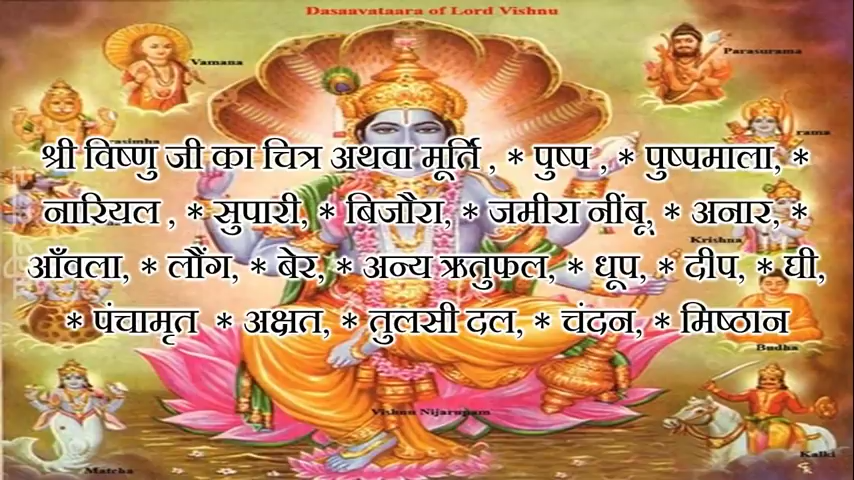 Dasaavataara of Lord Vishnu
Vamana
Parasurama
rama
श्री विष्णु जी का चित्र अथवा मूर्ति , * पुष्प , * पुष्पमाला, *
नारियल , * सुपारी, * बिजौरा, * जमीरा नींबू, * अनार, *
Krishna
आँवला, * लौंग, * बेर, * अन्य ऋतुफल, * धूप, * दीप, * घी,
* पंचामृत * अक्षत, * तुलसी दल, * चंदन, * मिष्ठान
Budha
Vishnu Nijarupam
Kalki
Matcha